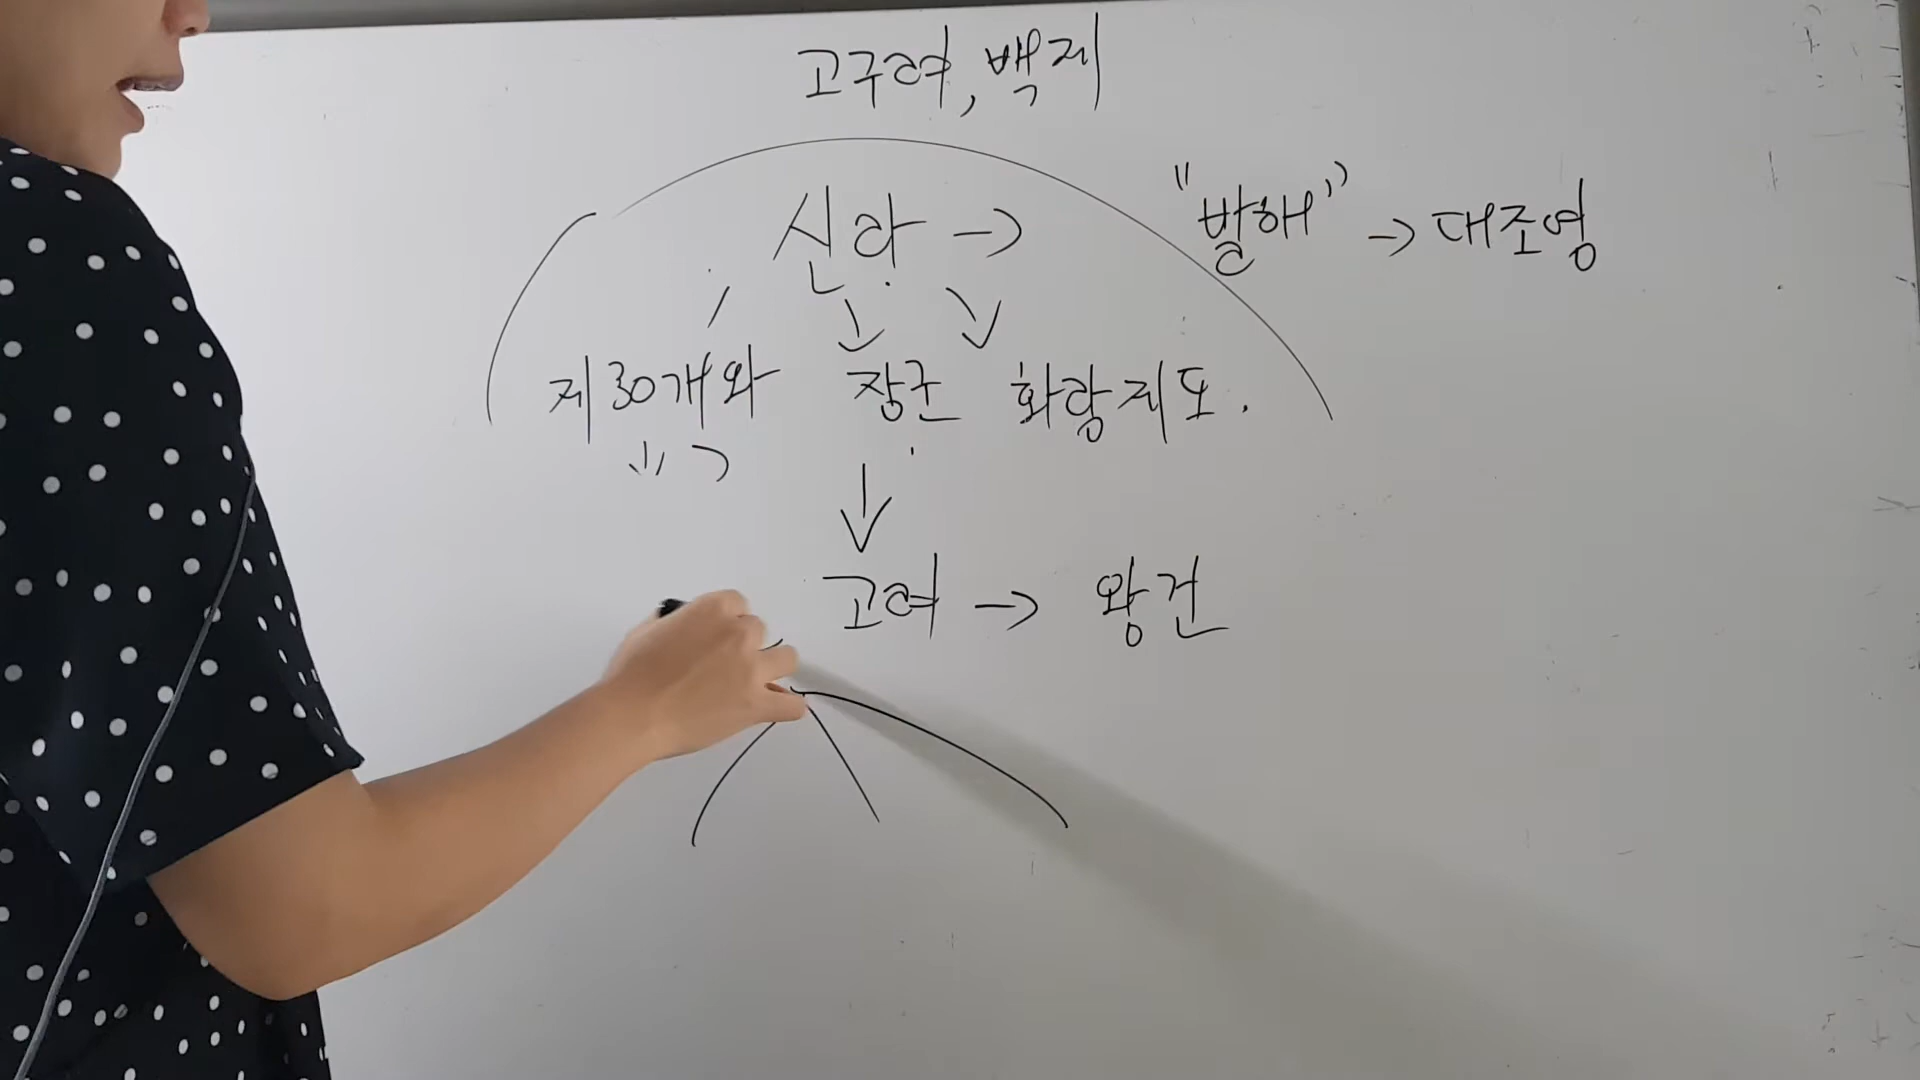 고구려, 백제
신라 → "발해" → 대조영
제30개와 장군 화랑제도.
고려 → 왕건